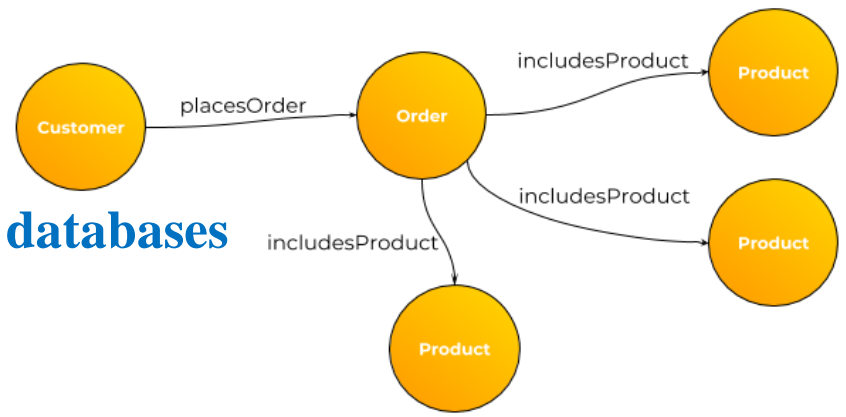 includesProduct
Product
placesOrder
Customer
Order
includesProduct
databases
includesProduct
Product
Product